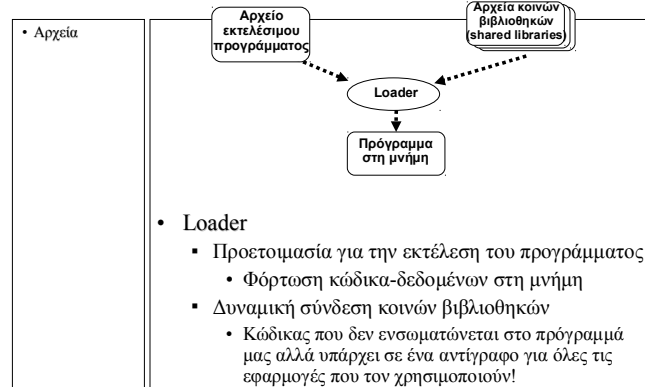 • Αρχεία
Αρχείο
εκτελέσιμου
προγράμματος
Αρχεία κοινών
βιβλιοθηκών
(shared libraries)
Loader
Πρόγραμμα
στη μνήμη
• Loader
▪ Προετοιμασία για την εκτέλεση του προγράμματος
• Φόρτωση κώδικα-δεδομένων στη μνήμη
▪ Δυναμική σύνδεση κοινών βιβλιοθηκών
• Κώδικας που δεν ενσωματώνεται στο πρόγραμμά
μας αλλά υπάρχει σε ένα αντίγραφο για όλες τις
εφαρμογές που τον χρησιμοποιούν!